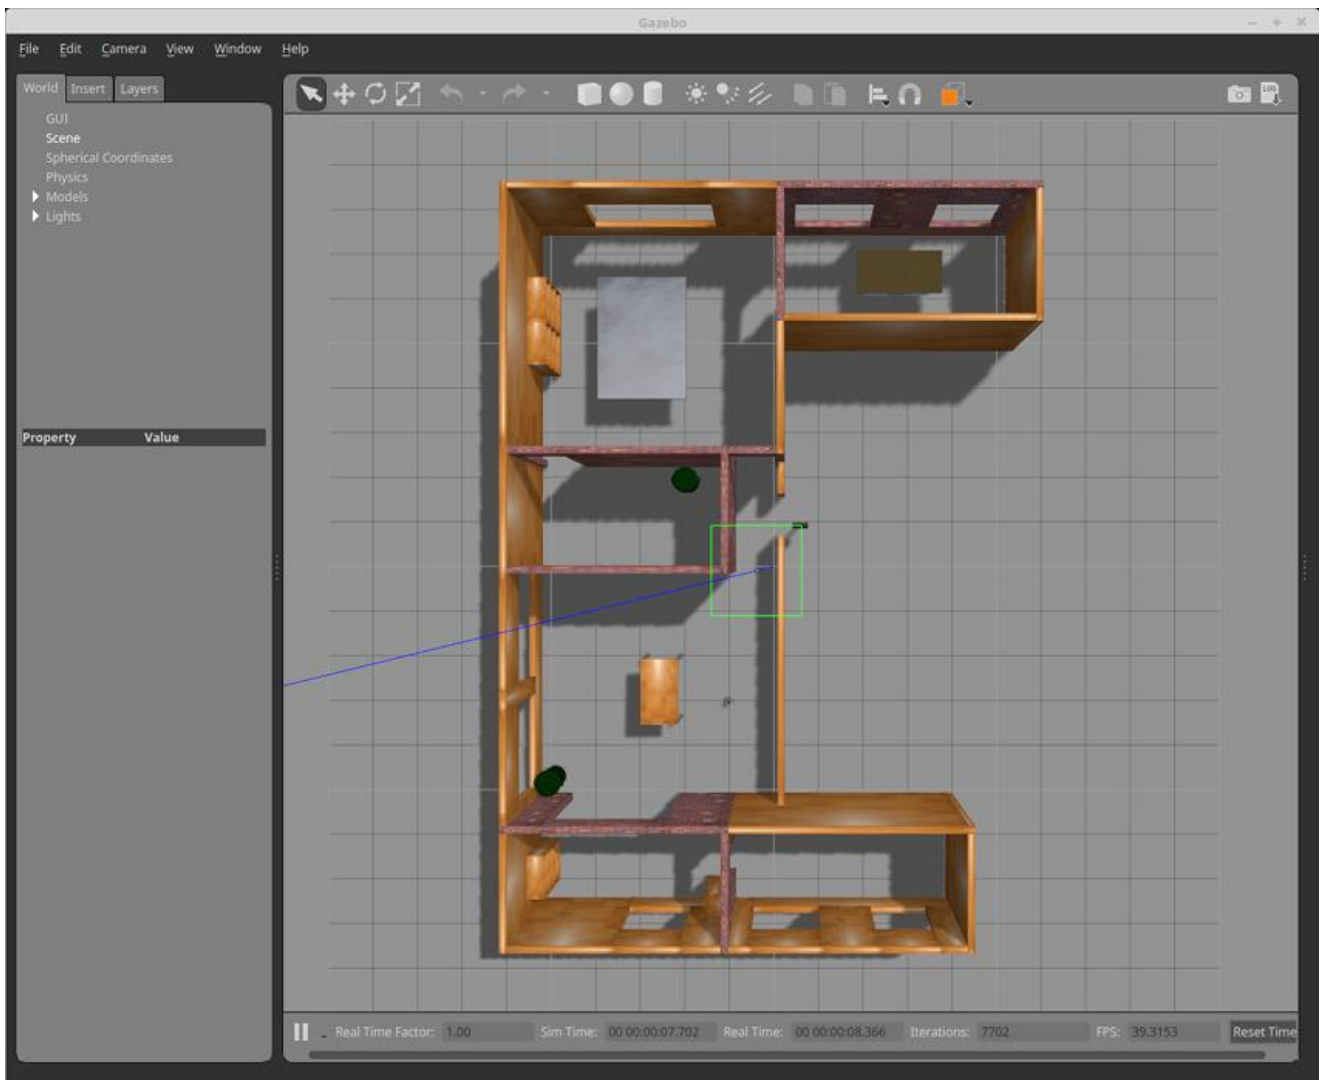 Gazebo
File Edit Camera View Window Help
World Insert Layers
GUI
Scene
Spherical Coordinates
Physics
Models
Lights
Property Value
LOG
Real Time Factor: 1.00 Sim Time: 00 00:00:07.702 Real Time: 00 00:00:08.366 Iterations: 7702 FPS: 39.3153 Reset Time